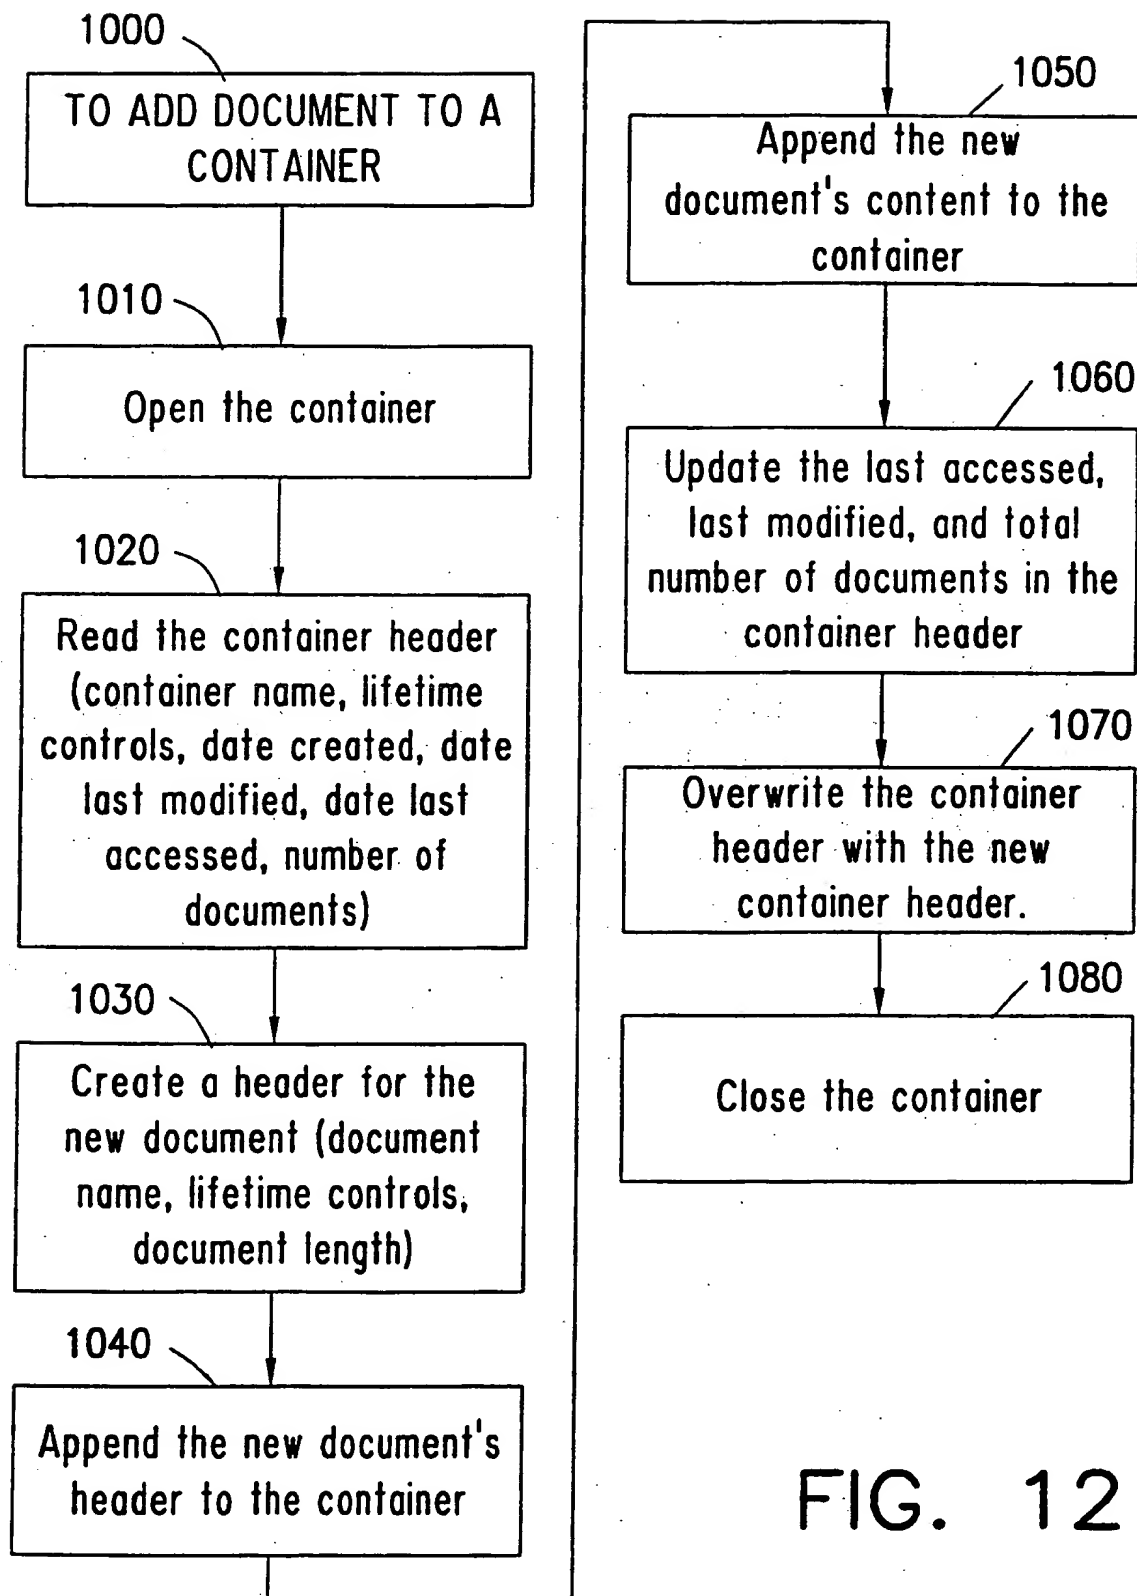 1000
TO ADD DOCUMENT TO A
CONTAINER
1010
Open the container
1020
Read the container header
(container name, lifetime
controls, date created, date
last modified, date last
accessed, number of
documents)
1030
Create a header for the
new document (document
name, lifetime controls,
document length)
1040
Append the new document's
header to the container
1050
Append the new
document's content to the
container
1060
Update the last accessed,
last modified, and total
number of documents in the
container header
1070
Overwrite the container
header with the new
container header.
1080
Close the container
FIG. 12